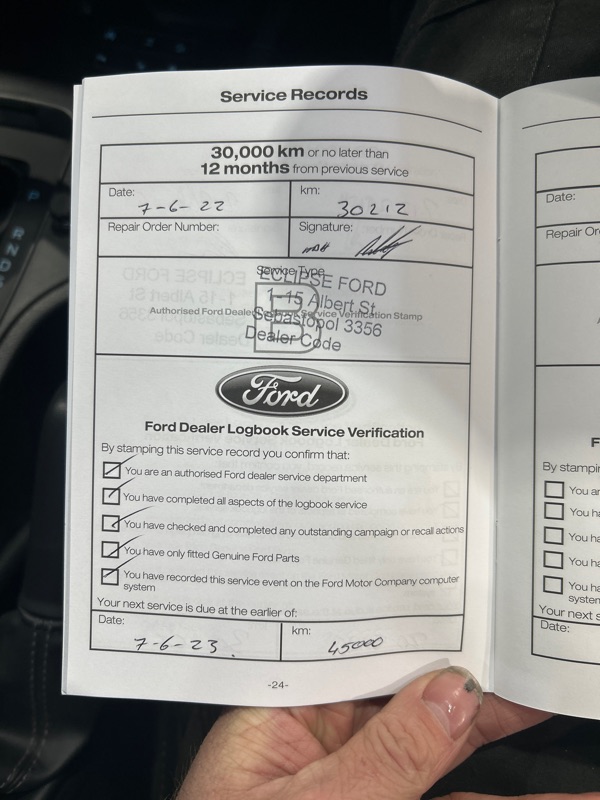 Service Records
30,000 km or no later than
12 months from previous service
Date:
7-6-22
km:
30212
Repair Order Number:
Signature:
Service Type
ECLIPSE FORD
1-15 Albert St
Authorised Ford Dealer Service Verification Stamp
B
Sebastopol 3356
Dealer Code
Ford
Ford Dealer Logbook Service Verification
By stamping this service record you confirm that:
You are an authorised Ford dealer service department
You have completed all aspects of the logbook service
You have checked and completed any outstanding campaign or recall actions
You have only fitted Genuine Ford Parts
You have recorded this service event on the Ford Motor Company computer
system
Your next service is due at the earlier of:
Date:
7-6-23
km:
45000
-24-
Date:
Repair Or
F
By stampi
You ar
You ha
You ha
You ha
You ha
system
Your next s
Date:
P
R
N
D